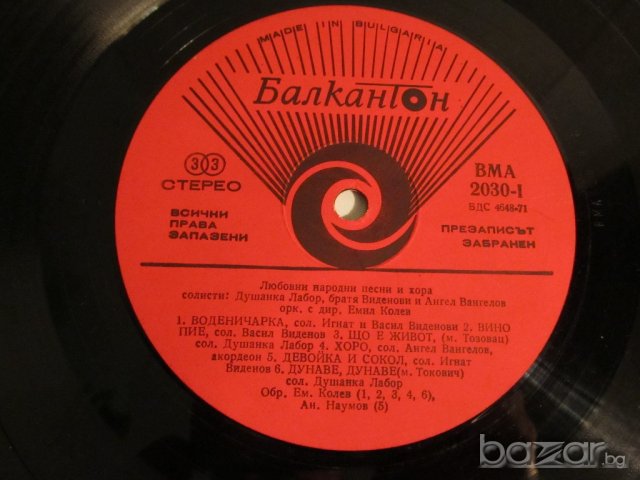 MADE IN BULGARIA
БалканТон
33
СТЕРЕО
ВСИЧКИ
ПРАВА
ЗАПАЗЕНИ
ВМА
2030-I
БДС 4648-71
ПРЕЗАПИСЪТ
ЗАБРАНЕН
Любовни народни песни и хора
солисти: Душанка Лабор, братя Виденови и Ангел Вангелов
орк. с дир. Емил Колев
1. ВОДЕНИЧАРКА, сол. Игнат и Васил Виденови 2. ВИНО
ПИЕ, сол. Васил Виденов 3. ЩО Е ЖИВОТ, (м. Тозовац)
сол. Душанка Лабор 4. ХОРО, сол. Ангел Вангелов,
акордеон 5. ДЕВОЙКА И СОКОЛ, сол. Игнат
Виденов 6. ДУНАВЕ, ДУНАВЕ (м. Токович)
сол. Душанка Лабор
Обр. Ем. Колев (1, 2, 3, 4, 6),
Ан. Наумов (5)
bazar.bg